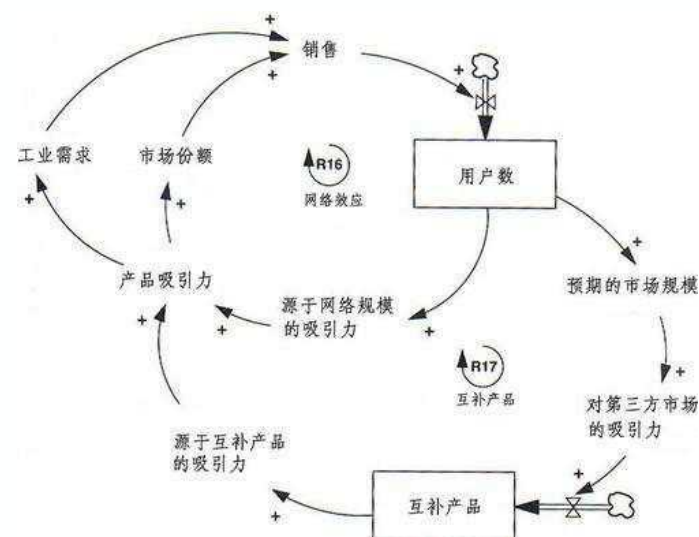 +
销售
+
+
工业需求
市场份额
R16
网络效应
用户数
+
+
+
产品吸引力
预期的市场规模
源于网络规模
的吸引力
+
+
+
R17
互补产品
+
对第三方市场
的吸引力
源于互补产品
的吸引力
+
互补产品
+